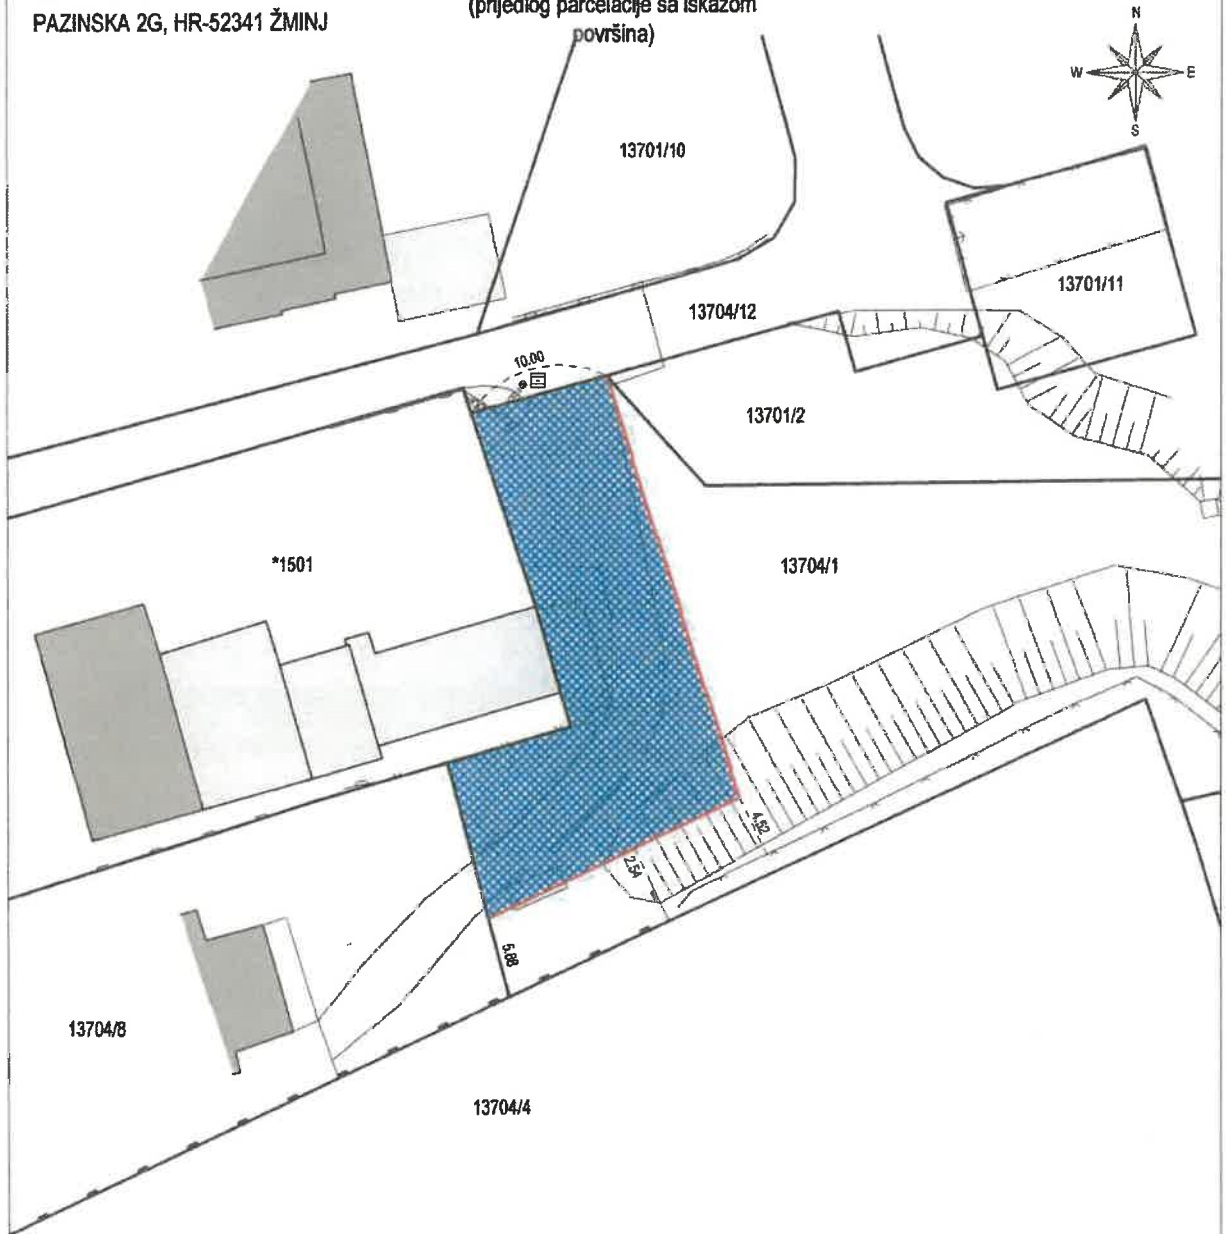 (prijedlog parcelacije sa iskazom
PAZINSKA 2G, HR-52341 ŽMINJ
površina)
N
W
E
S
13701/10
13701/11
13704/12
10.00
13701/2
*1501
13704/1
4.52
2.54
5.88
13704/8
13704/4